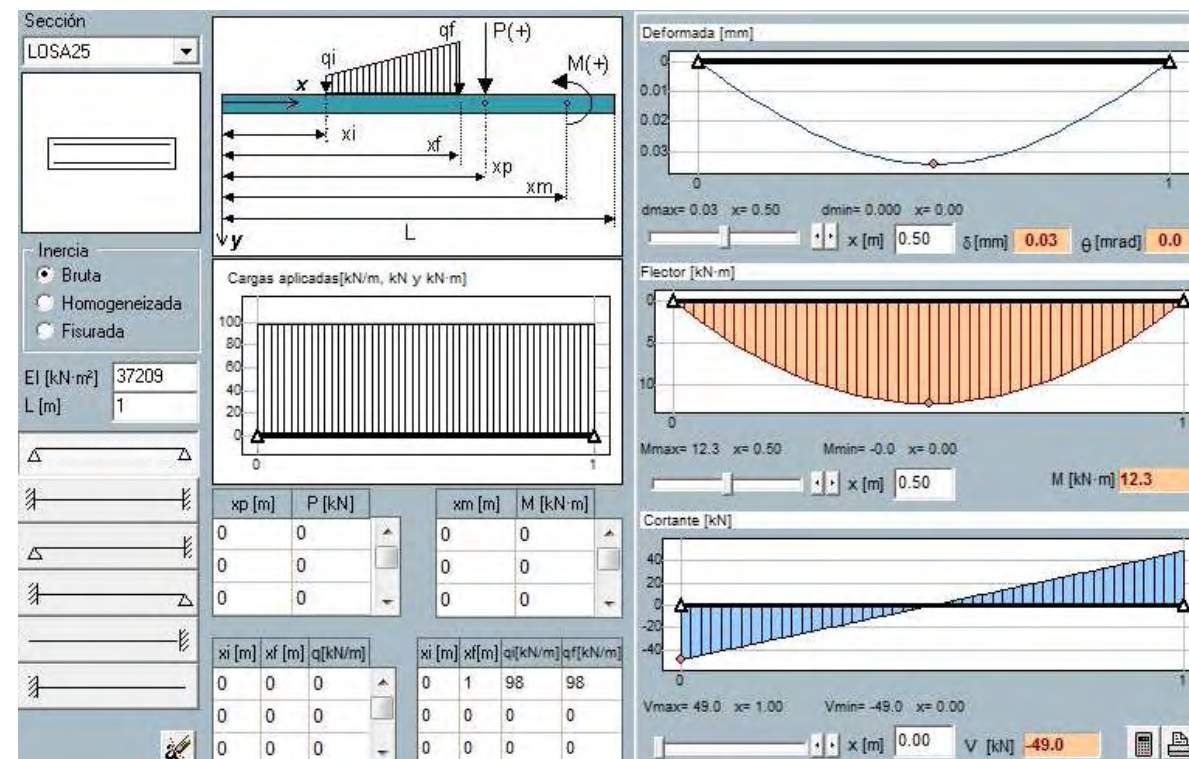 Sección
LOSA25
Inercia
Bruta
Homogeneizada
Fisurada
EI [kN·m²] 37209
L [m] 1
qi
qf
P(+)
M(+)
x
xi
xf
xp
xm
L
y
Cargas aplicadas[kN/m, kN y kN·m]
100
80
60
40
20
0
0 1
xp [m] P [kN]
0 0
0 0
0 0
xm [m] M [kN·m]
0 0
0 0
0 0
xi [m] xf [m] q[kN/m]
0 0 0
0 0 0
0 0 0
xi [m] xf[m] qi[kN/m] qf[kN/m]
0 1 98 98
0 0 0 0
0 0 0 0
Deformada [mm]
0
0.01
0.02
0.03
0 1
dmax= 0.03 x= 0.50 dmin= 0.000 x= 0.00
x [m] 0.50 δ[mm] 0.03 θ[mrad] 0.0
Flector [kN·m]
0
5
10
0 1
Mmax= 12.3 x= 0.50 Mmin= -0.0 x= 0.00
x [m] 0.50 M [kN·m] 12.3
Cortante [kN]
40
20
0
-20
-40
0 1
Vmax= 49.0 x= 1.00 Vmin= -49.0 x= 0.00
x [m] 0.00 V [kN] -49.0